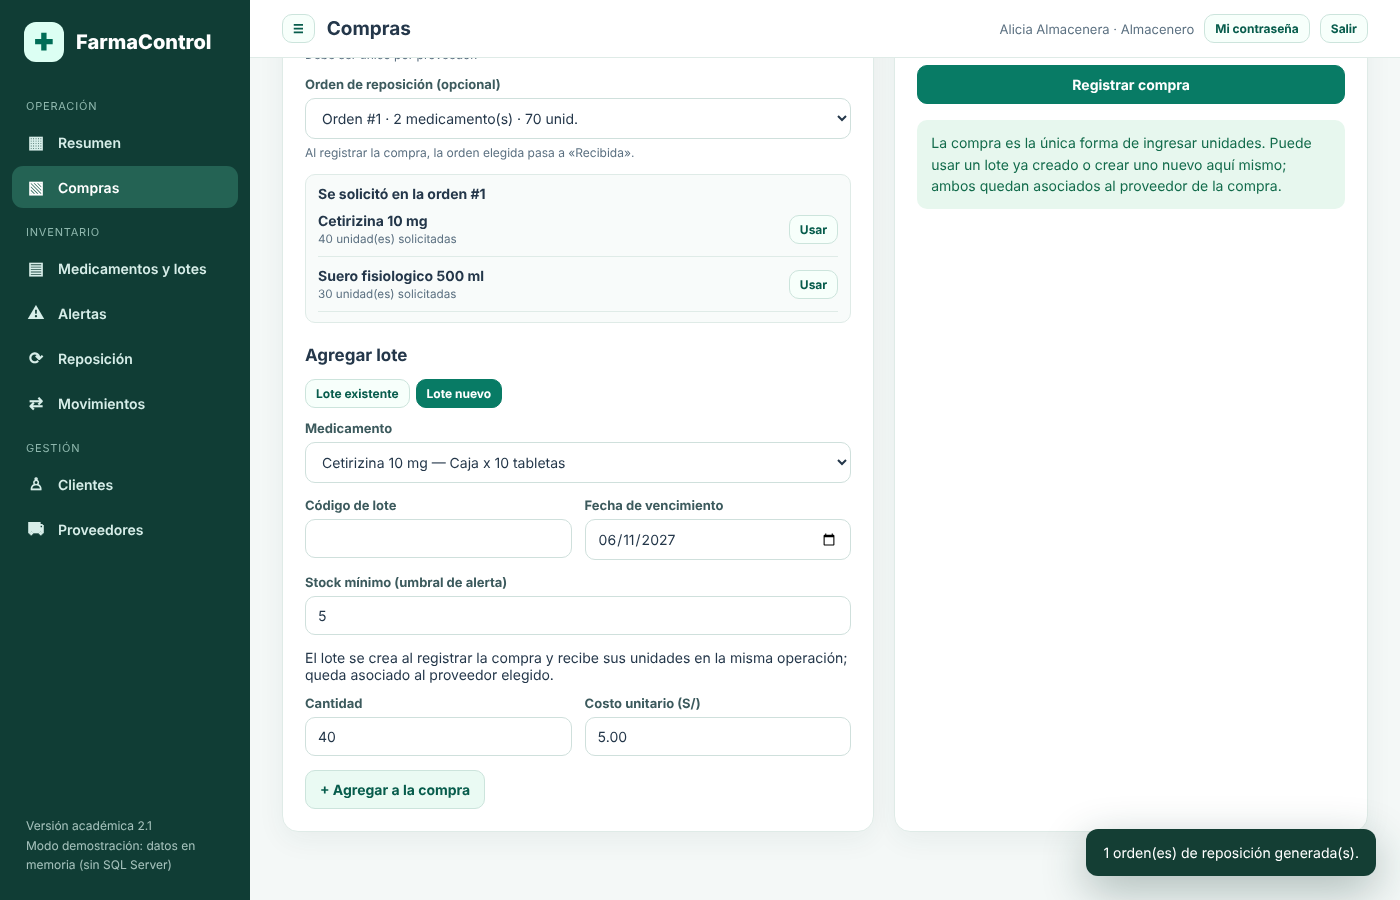 FarmaControl
OPERACIÓN
Resumen
Compras
INVENTARIO
Medicamentos y lotes
Alertas
Reposición
Movimientos
GESTIÓN
Clientes
Proveedores
Versión académica 2.1
Modo demostración: datos en
memoria (sin SQL Server)
Compras
Alicia Almacenera · Almacenero
Mi contraseña
Salir
Orden de reposición (opcional)
Orden #1 · 2 medicamento(s) · 70 unid.
Al registrar la compra, la orden elegida pasa a «Recibida».
Se solicitó en la orden #1
Cetirizina 10 mg
40 unidad(es) solicitadas
Usar
Suero fisiologico 500 ml
30 unidad(es) solicitadas
Usar
Agregar lote
Lote existente
Lote nuevo
Medicamento
Cetirizina 10 mg — Caja x 10 tabletas
Código de lote
Fecha de vencimiento
06/11/2027
Stock mínimo (umbral de alerta)
5
El lote se crea al registrar la compra y recibe sus unidades en la misma operación;
queda asociado al proveedor elegido.
Cantidad
Costo unitario (S/)
40
5.00
+ Agregar a la compra
Registrar compra
La compra es la única forma de ingresar unidades. Puede
usar un lote ya creado o crear uno nuevo aquí mismo;
ambos quedan asociados al proveedor de la compra.
1 orden(es) de reposición generada(s).